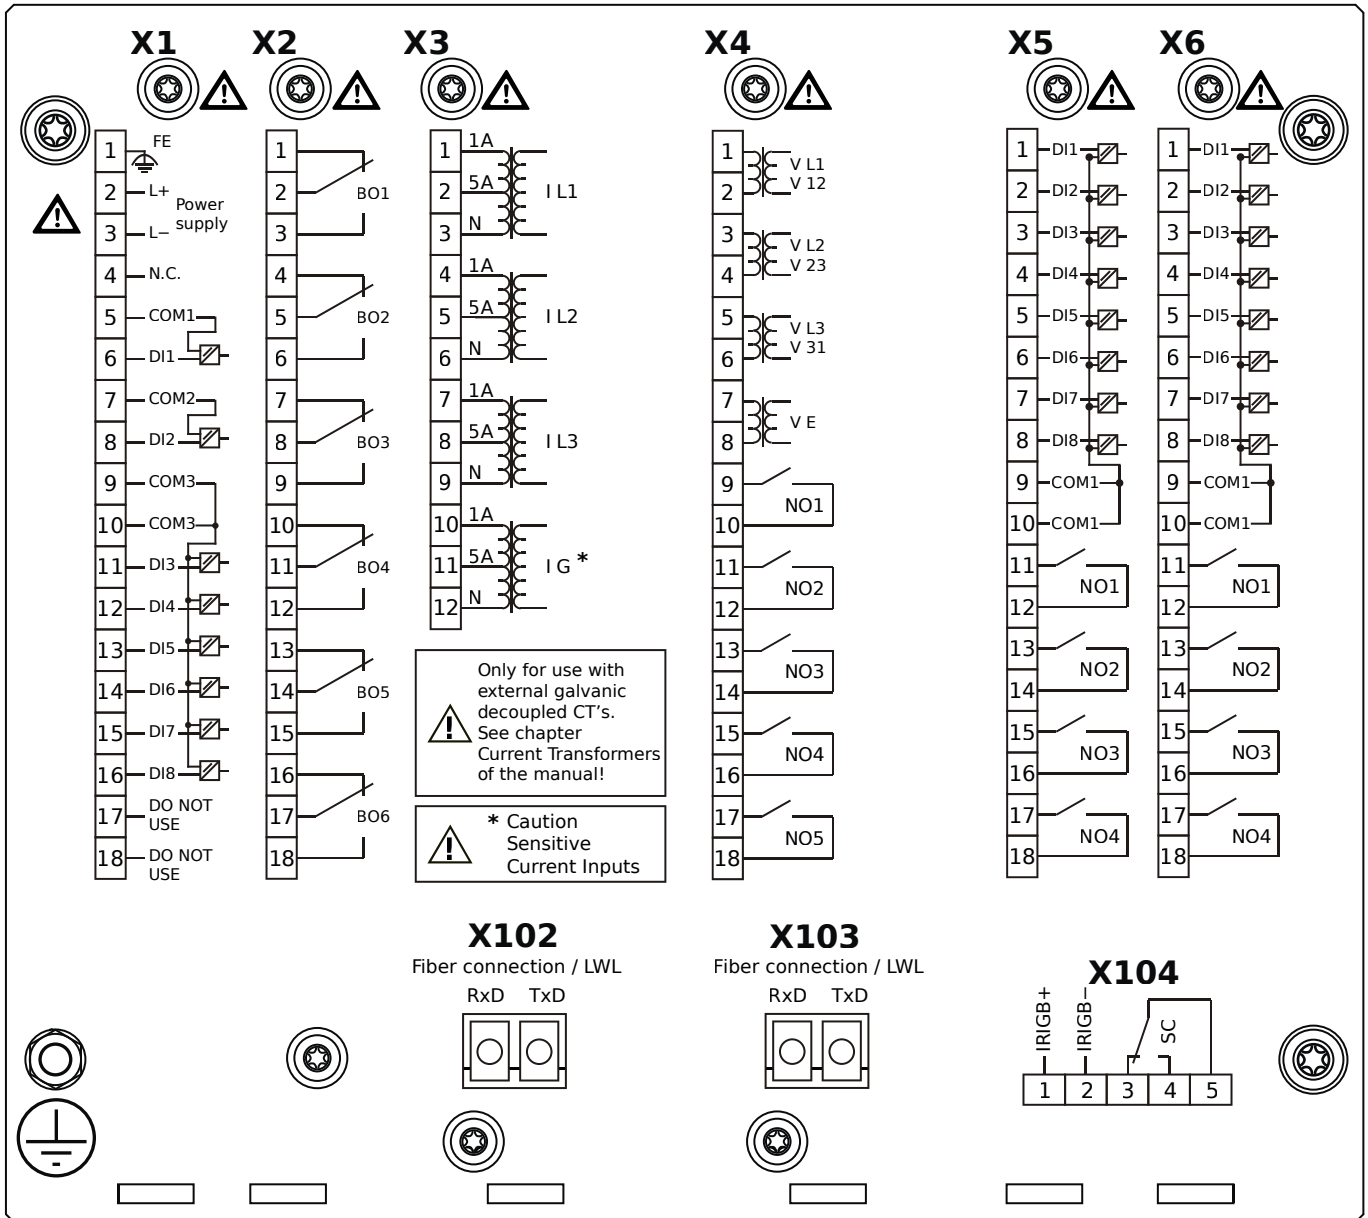 X1
X2
X3
X4
X5
X6
1 FE
2 L+
Power
supply
3 L−
4 N.C.
5 COM1
6 DI1
7 COM2
8 DI2
9 COM3
10 COM3
11 DI3
12 DI4
13 DI5
14 DI6
15 DI7
16 DI8
17 DO NOT
USE
18 DO NOT
USE
1
2 BO1
3
4
5 BO2
6
7
8 BO3
9
10
11 BO4
12
13
14 BO5
15
16
17 BO6
18
1 1A
2 5A I L1
3 N
4 1A
5 5A I L2
6 N
7 1A
8 5A I L3
9 N
10 1A
11 5A I G *
12 N
Only for use with
external galvanic
decoupled CT's.
See chapter
Current Transformers
of the manual!
* Caution
Sensitive
Current Inputs
1 V L1
2 V 12
3 V L2
4 V 23
5 V L3
6 V 31
7
V E
8
9
NO1
10
11
NO2
12
13
NO3
14
15
NO4
16
17
NO5
18
1 DI1
2 DI2
3 DI3
4 DI4
5 DI5
6 DI6
7 DI7
8 DI8
9 COM1
10 COM1
11
NO1
12
13
NO2
14
15
NO3
16
17
NO4
18
1 DI1
2 DI2
3 DI3
4 DI4
5 DI5
6 DI6
7 DI7
8 DI8
9 COM1
10 COM1
11
NO1
12
13
NO2
14
15
NO3
16
17
NO4
18
X102
Fiber connection / LWL
RxD TxD
X103
Fiber connection / LWL
RxD TxD
X104
IRIGB+
IRIGB−
SC
1 2 3 4 5